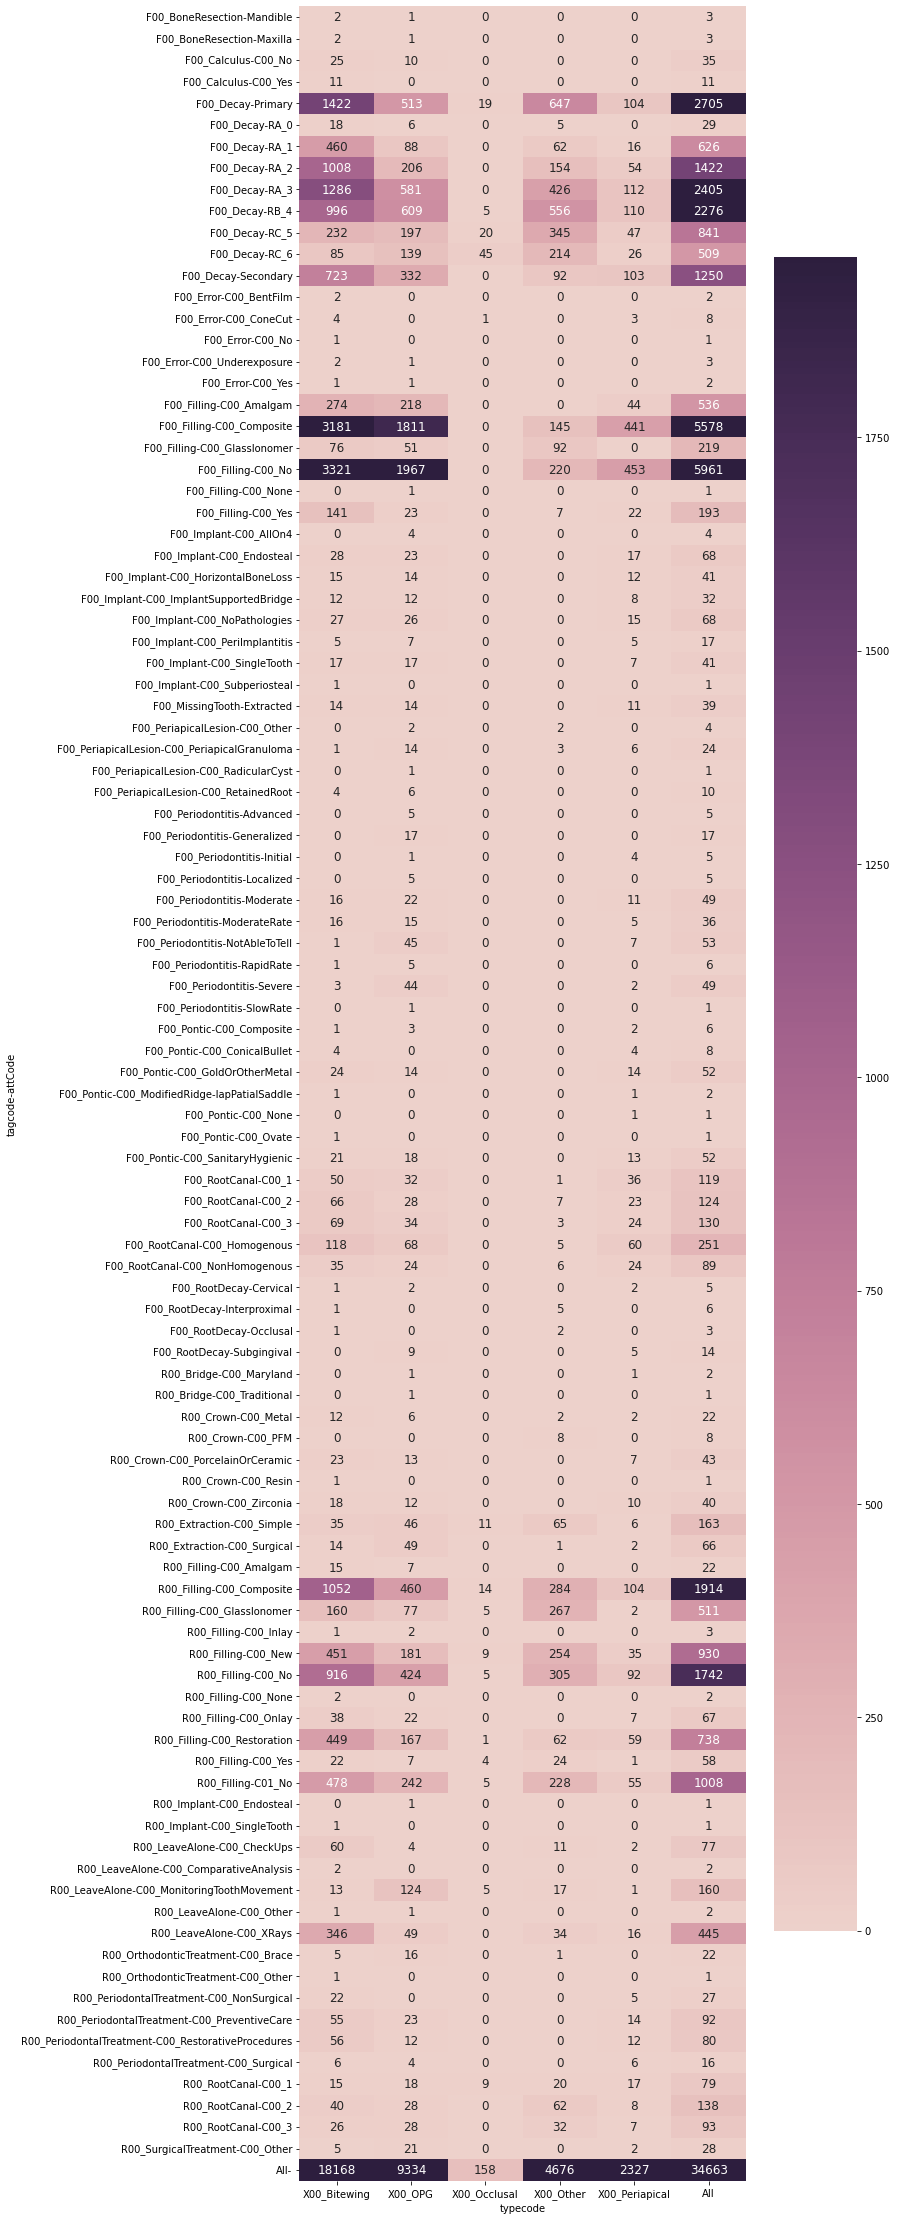 F00_BoneResection-Mandible 2 1 0 0 0 3
F00_BoneResection-Maxilla 2 1 0 0 0 3
F00_Calculus-C00_No 25 10 0 0 0 35
F00_Calculus-C00_Yes 11 0 0 0 0 11
F00_Decay-Primary 1422 513 19 647 104 2705
F00_Decay-RA_0 18 6 0 5 0 29
F00_Decay-RA_1 460 88 0 62 16 626
F00_Decay-RA_2 1008 206 0 154 54 1422
F00_Decay-RA_3 1286 581 0 426 112 2405
F00_Decay-RB_4 996 609 5 556 110 2276
F00_Decay-RC_5 232 197 20 345 47 841
F00_Decay-RC_6 85 139 45 214 26 509
F00_Decay-Secondary 723 332 0 92 103 1250
F00_Error-C00_BentFilm 2 0 0 0 0 2
F00_Error-C00_ConeCut 4 0 1 0 3 8
F00_Error-C00_No 1 0 0 0 0 1
F00_Error-C00_Underexposure 2 1 0 0 0 3
F00_Error-C00_Yes 1 1 0 0 0 2
F00_Filling-C00_Amalgam 274 218 0 0 44 536
F00_Filling-C00_Composite 3181 1811 0 145 441 5578
F00_Filling-C00_GlassIonomer 76 51 0 92 0 219
F00_Filling-C00_No 3321 1967 0 220 453 5961
F00_Filling-C00_None 0 1 0 0 0 1
F00_Filling-C00_Yes 141 23 0 7 22 193
F00_Implant-C00_AllOn4 0 4 0 0 0 4
F00_Implant-C00_Endosteal 28 23 0 0 17 68
F00_Implant-C00_HorizontalBoneLoss 15 14 0 0 12 41
F00_Implant-C00_ImplantSupportedBridge 12 12 0 0 8 32
F00_Implant-C00_NoPathologies 27 26 0 0 15 68
F00_Implant-C00_PeriImplantitis 5 7 0 0 5 17
F00_Implant-C00_SingleTooth 17 17 0 0 7 41
F00_Implant-C00_Subperiosteal 1 0 0 0 0 1
F00_MissingTooth-Extracted 14 14 0 0 11 39
F00_PeriapicalLesion-C00_Other 0 2 0 2 0 4
F00_PeriapicalLesion-C00_PeriapicalGranuloma 1 14 0 3 6 24
F00_PeriapicalLesion-C00_RadicularCyst 0 1 0 0 0 1
F00_PeriapicalLesion-C00_RetainedRoot 4 6 0 0 0 10
F00_Periodontitis-Advanced 0 5 0 0 0 5
F00_Periodontitis-Generalized 0 17 0 0 0 17
F00_Periodontitis-Initial 0 1 0 0 4 5
F00_Periodontitis-Localized 0 5 0 0 0 5
F00_Periodontitis-Moderate 16 22 0 0 11 49
F00_Periodontitis-ModerateRate 16 15 0 0 5 36
F00_Periodontitis-NotAbleToTell 1 45 0 0 7 53
F00_Periodontitis-RapidRate 1 5 0 0 0 6
F00_Periodontitis-Severe 3 44 0 0 2 49
F00_Periodontitis-SlowRate 0 1 0 0 0 1
F00_Pontic-C00_Composite 1 3 0 0 2 6
F00_Pontic-C00_ConicalBullet 4 0 0 0 4 8
F00_Pontic-C00_GoldOrOtherMetal 24 14 0 0 14 52
F00_Pontic-C00_ModifiedRidge-lapPatialSaddle 1 0 0 0 1 2
F00_Pontic-C00_None 0 0 0 0 1 1
F00_Pontic-C00_Ovate 1 0 0 0 0 1
F00_Pontic-C00_SanitaryHygienic 21 18 0 0 13 52
F00_RootCanal-C00_1 50 32 0 1 36 119
F00_RootCanal-C00_2 66 28 0 7 23 124
F00_RootCanal-C00_3 69 34 0 3 24 130
F00_RootCanal-C00_Homogenous 118 68 0 5 60 251
F00_RootCanal-C00_NonHomogenous 35 24 0 6 24 89
F00_RootDecay-Cervical 1 2 0 0 2 5
F00_RootDecay-Interproximal 1 0 0 5 0 6
F00_RootDecay-Occlusal 1 0 0 2 0 3
F00_RootDecay-Subgingival 0 9 0 0 5 14
R00_Bridge-C00_Maryland 0 1 0 0 1 2
R00_Bridge-C00_Traditional 0 1 0 0 0 1
R00_Crown-C00_Metal 12 6 0 2 2 22
R00_Crown-C00_PFM 0 0 0 8 0 8
R00_Crown-C00_PorcelainOrCeramic 23 13 0 0 7 43
R00_Crown-C00_Resin 1 0 0 0 0 1
R00_Crown-C00_Zirconia 18 12 0 0 10 40
R00_Extraction-C00_Simple 35 46 11 65 6 163
R00_Extraction-C00_Surgical 14 49 0 1 2 66
R00_Filling-C00_Amalgam 15 7 0 0 0 22
R00_Filling-C00_Composite 1052 460 14 284 104 1914
R00_Filling-C00_GlassIonomer 160 77 5 267 2 511
R00_Filling-C00_Inlay 1 2 0 0 0 3
R00_Filling-C00_New 451 181 9 254 35 930
R00_Filling-C00_No 916 424 5 305 92 1742
R00_Filling-C00_None 2 0 0 0 0 2
R00_Filling-C00_Onlay 38 22 0 0 7 67
R00_Filling-C00_Restoration 449 167 1 62 59 738
R00_Filling-C00_Yes 22 7 4 24 1 58
R00_Filling-C01_No 478 242 5 228 55 1008
R00_Implant-C00_Endosteal 0 1 0 0 0 1
R00_Implant-C00_SingleTooth 1 0 0 0 0 1
R00_LeaveAlone-C00_CheckUps 60 4 0 11 2 77
R00_LeaveAlone-C00_ComparativeAnalysis 2 0 0 0 0 2
R00_LeaveAlone-C00_MonitoringToothMovement 13 124 5 17 1 160
R00_LeaveAlone-C00_Other 1 1 0 0 0 2
R00_LeaveAlone-C00_XRays 346 49 0 34 16 445
R00_OrthodonticTreatment-C00_Brace 5 16 0 1 0 22
R00_OrthodonticTreatment-C00_Other 1 0 0 0 0 1
R00_PeriodontalTreatment-C00_NonSurgical 22 0 0 0 5 27
R00_PeriodontalTreatment-C00_PreventiveCare 55 23 0 0 14 92
R00_PeriodontalTreatment-C00_RestorativeProcedures 56 12 0 0 12 80
R00_PeriodontalTreatment-C00_Surgical 6 4 0 0 6 16
R00_RootCanal-C00_1 15 18 9 20 17 79
R00_RootCanal-C00_2 40 28 0 62 8 138
R00_RootCanal-C00_3 26 28 0 32 7 93
R00_SurgicalTreatment-C00_Other 5 21 0 0 2 28
All- 18168 9334 158 4676 2327 34663
X00_Bitewing X00_OPG X00_Occlusal X00_Other X00_Periapical All
typecode
tagcode-attCode
1750
1500
1250
1000
750
500
250
0